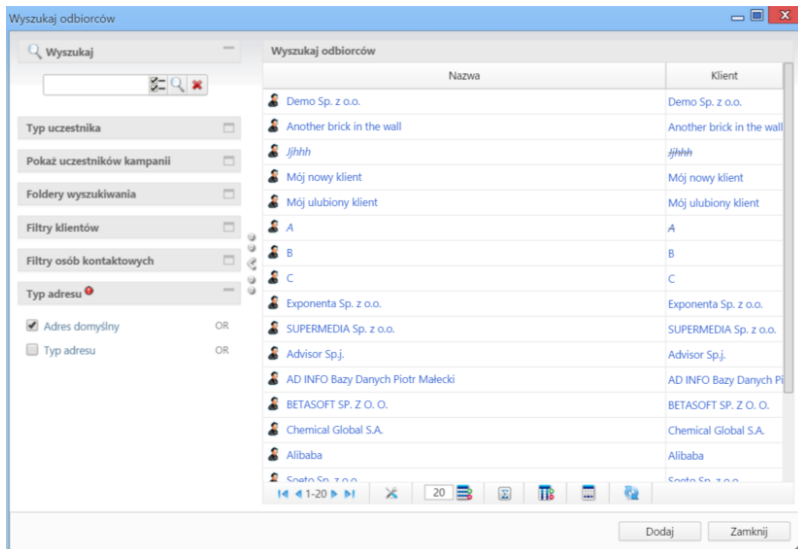 Wyszukaj odbiorców
Wyszukaj
Typ uczestnika
Pokaż uczestników kampanii
Foldery wyszukiwania
Filtry klientów
Filtry osób kontaktowych
Typ adresu
Adres domyślny OR
Typ adresu OR
Wyszukaj odbiorców
Nazwa Klient
Demo Sp. z o.o. Demo Sp. z o.o.
Another brick in the wall Another brick in the wall
Jjhhh Jjhhh
Mój nowy klient Mój nowy klient
Mój ulubiony klient Mój ulubiony klient
A A
B B
C C
Exponenta Sp. z o.o. Exponenta Sp. z o.o.
SUPERMEDIA Sp. z o.o. SUPERMEDIA Sp. z o.o.
Advisor Sp.j. Advisor Sp.j.
AD INFO Bazy Danych Piotr Małecki AD INFO Bazy Danych Pi
BETASOFT SP. Z O. O. BETASOFT SP. Z O. O.
Chemical Global S.A. Chemical Global S.A.
Alibaba Alibaba
1-20 20
Dodaj Zamknij